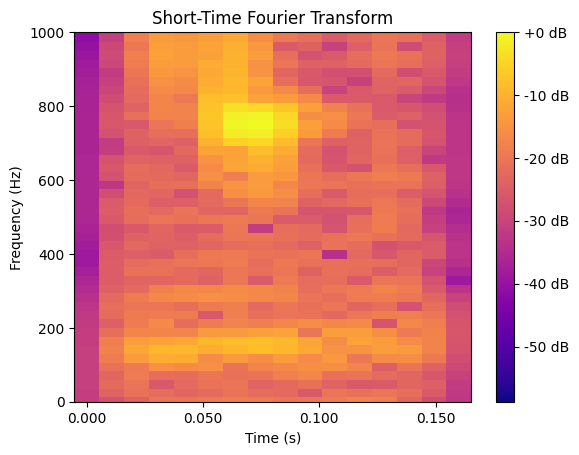 Short-Time Fourier Transform
1000
800
600
400
200
0
Frequency (Hz)
0.000
0.050
0.100
0.150
Time (s)
+0 dB
-10 dB
-20 dB
-30 dB
-40 dB
-50 dB